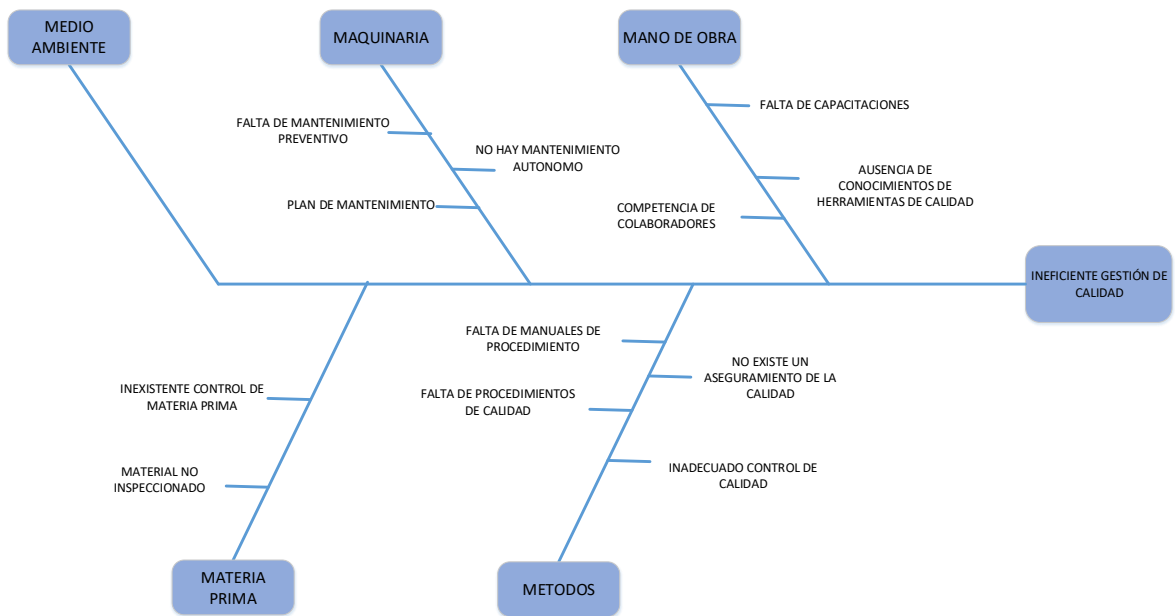 MEDIO
AMBIENTE
MAQUINARIA
MANO DE OBRA
FALTA DE CAPACITACIONES
FALTA DE MANTENIMIENTO
PREVENTIVO
NO HAY MANTENIMIENTO
AUTONOMO
AUSENCIA DE
CONOCIMIENTOS DE
HERRAMIENTAS DE CALIDAD
PLAN DE MANTENIMIENTO
COMPETENCIA DE
COLABORADORES
INEFICIENTE GESTIÓN DE
CALIDAD
FALTA DE MANUALES DE
PROCEDIMIENTO
NO EXISTE UN
ASEGURAMIENTO DE LA
CALIDAD
INEXISTENTE CONTROL DE
MATERIA PRIMA
FALTA DE PROCEDIMIENTOS
DE CALIDAD
MATERIAL NO
INSPECCIONADO
INADECUADO CONTROL DE
CALIDAD
MATERIA
PRIMA
METODOS